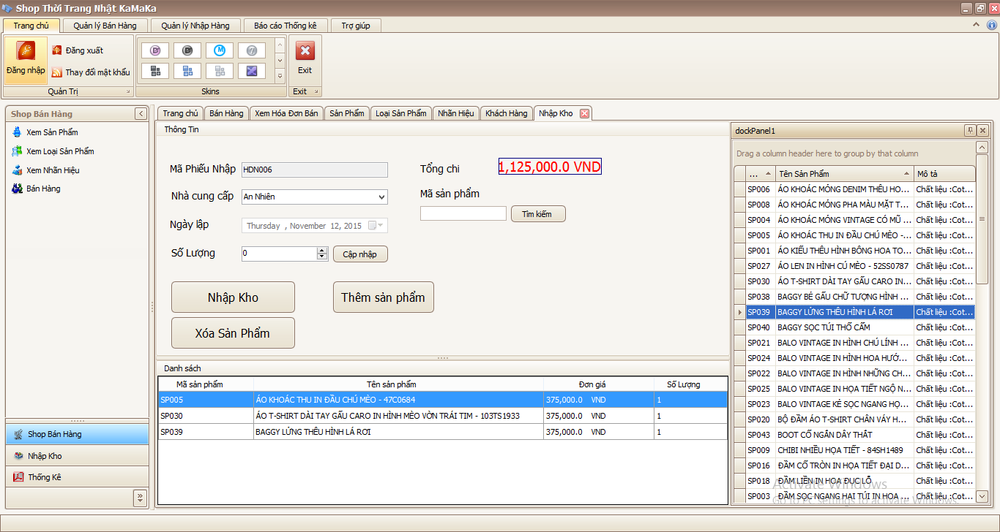 Shop Thời Trang Nhật KaMaKa
Trang chủ Quản lý Bán Hàng Quản lý Nhập Hàng Báo cáo Thống kê Trợ giúp
Đăng nhập
Đăng xuất
Thay đổi mật khẩu
Exit
Quản Trị Skins Exit
Shop Bán Hàng
Xem Sản Phẩm
Xem Loại Sản Phẩm
Xem Nhãn Hiệu
Bán Hàng
Shop Bán Hàng
Nhập Kho
Thống Kê
Trang chủ Bán Hàng Xem Hóa Đơn Bán Sản Phẩm Loại Sản Phẩm Nhãn Hiệu Khách Hàng Nhập Kho
Thông Tin
Mã Phiếu Nhập HDN006
Tổng chi 1,125,000.0 VND
Nhà cung cấp An Nhiên
Mã sản phẩm
Tìm kiếm
Ngày lập Thursday , November 12, 2015
Số Lượng 0 Cập nhập
Nhập Kho Thêm sản phẩm
Xóa Sản Phẩm
Danh sách
Mã sản phẩm Tên sản phẩm Đơn giá Số Lượng
SP005 ÁO KHOÁC THU IN ĐẦU CHÚ MÈO - 47C0684 375,000.0 VND 1
SP030 ÁO T-SHIRT DÀI TAY GẤU CARO IN HÌNH MÈO VỜN TRÁI TIM - 103TS1933 375,000.0 VND 1
SP039 BAGGY LỬNG THÊU HÌNH LÁ RƠI 375,000.0 VND 1
dockPanel1
Drag a column header here to group by that column
... Tên Sản Phẩm Mô tả
SP006 ÁO KHOÁC MỎNG DENIM THÊU HO... Chất liệu :Cot...
SP008 ÁO KHOÁC MỎNG PHA MÀU MẶT T... Chất liệu :Cot...
SP004 ÁO KHOÁC MỎNG VINTAGE CÓ MŨ ... Chất liệu :Cot...
SP005 ÁO KHOÁC THU IN ĐẦU CHÚ MÈO -... Chất liệu :Cot...
SP001 ÁO KIỂU THÊU HÌNH BÔNG HOA TO... Chất liệu :Cot...
SP027 ÁO LEN IN HÌNH CÚ MÈO - 52SS0787 Chất liệu :Cot...
SP030 ÁO T-SHIRT DÀI TAY GẤU CARO IN... Chất liệu :Cot...
SP038 BAGGY BẺ GẤU CHỮ TƯỢNG HÌNH ... Chất liệu :Cot...
SP039 BAGGY LỬNG THÊU HÌNH LÁ RƠI Chất liệu :Cot...
SP040 BAGGY SỌC TÚI THỔ CẨM Chất liệu :Cot...
SP021 BALO VINTAGE IN HÌNH CHÚ LÍNH ... Chất liệu :Cot...
SP024 BALO VINTAGE IN HÌNH HOA HƯỚ... Chất liệu :Cot...
SP022 BALO VINTAGE IN HÌNH NHỮNG CH... Chất liệu :Cot...
SP025 BALO VINTAGE IN HỌA TIẾT NGỘ N... Chất liệu :Cot...
SP023 BALO VINTAGE KẺ SỌC NGANG HỌ... Chất liệu :Cot...
SP020 BỘ ĐẦM ÁO T-SHIRT CHÂN VÁY H... Chất liệu :Cot...
SP043 BOOT CỔ NGẮN DÂY THẮT Chất liệu :Cot...
SP009 CHIBI NHIỀU HỌA TIẾT - 84SH1489 Chất liệu :Cot...
SP016 ĐẦM CỔ TRÒN IN HỌA TIẾT ĐẠI D... Chất liệu :Cot...
SP018 ĐẦM LIỀN IN HOA ĐỤC LỖ Chất liệu :Cot...
SP003 ĐẦM SỌC NGANG HAI TÚI IN HOA ... Chất liệu :Cot...
Activate Windows
Go to PC settings to activate Windows.